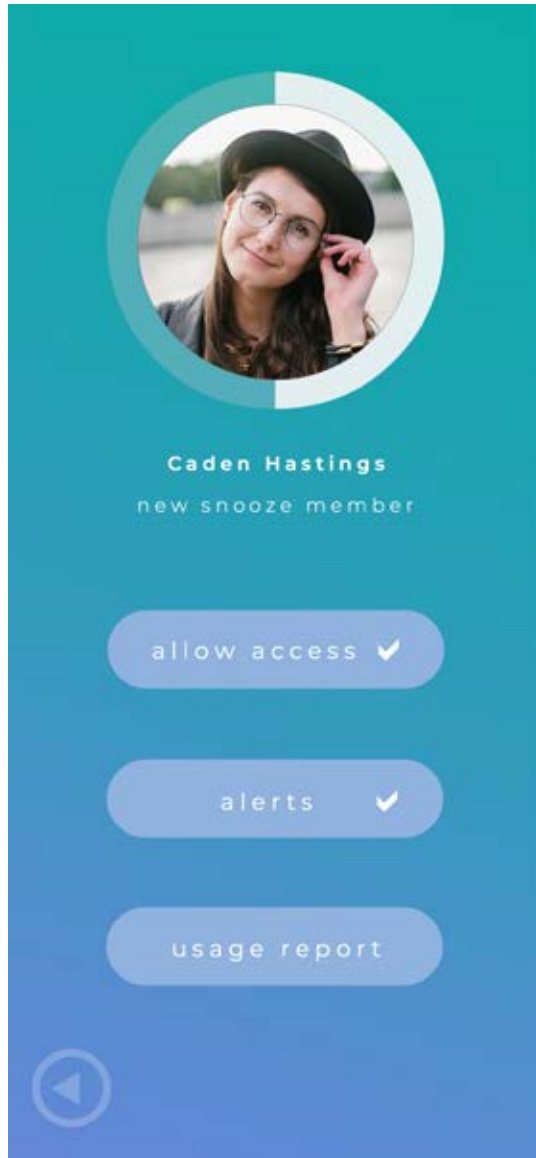 Caden Hastings
new snooze member
allow access
alerts
usage report